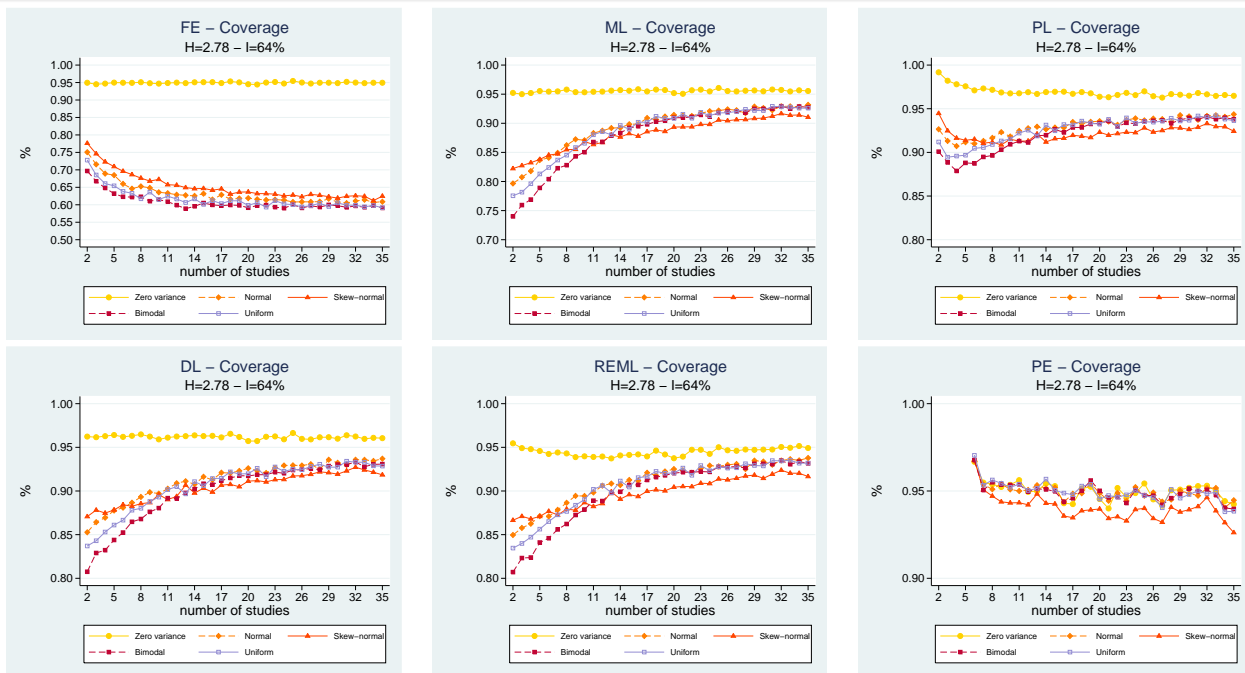 FE – Coverage
H=2.78 – I=64%
1.00
0.95
0.90
0.85
0.80
0.75
0.70
0.65
0.60
0.55
0.50
%
2 5 8 11 14 17 20 23 26 29 32 35
number of studies
Zero variance Normal Skew–normal
Bimodal Uniform
ML – Coverage
H=2.78 – I=64%
1.00
0.95
0.90
0.85
0.80
0.75
0.70
%
2 5 8 11 14 17 20 23 26 29 32 35
number of studies
Zero variance Normal Skew–normal
Bimodal Uniform
PL – Coverage
H=2.78 – I=64%
1.00
0.95
0.90
0.80
%
2 5 8 11 14 17 20 23 26 29 32 35
number of studies
Zero variance Normal Skew–normal
Bimodal Uniform
DL – Coverage
H=2.78 – I=64%
1.00
0.95
0.90
0.85
0.80
%
2 5 8 11 14 17 20 23 26 29 32 35
number of studies
Zero variance Normal Skew–normal
Bimodal Uniform
REML – Coverage
H=2.78 – I=64%
1.00
0.95
0.90
0.85
0.80
%
2 5 8 11 14 17 20 23 26 29 32 35
number of studies
Zero variance Normal Skew–normal
Bimodal Uniform
PE – Coverage
H=2.78 – I=64%
1.00
0.95
0.90
%
2 5 8 11 14 17 20 23 26 29 32 35
number of studies
Zero variance Normal Skew–normal
Bimodal Uniform